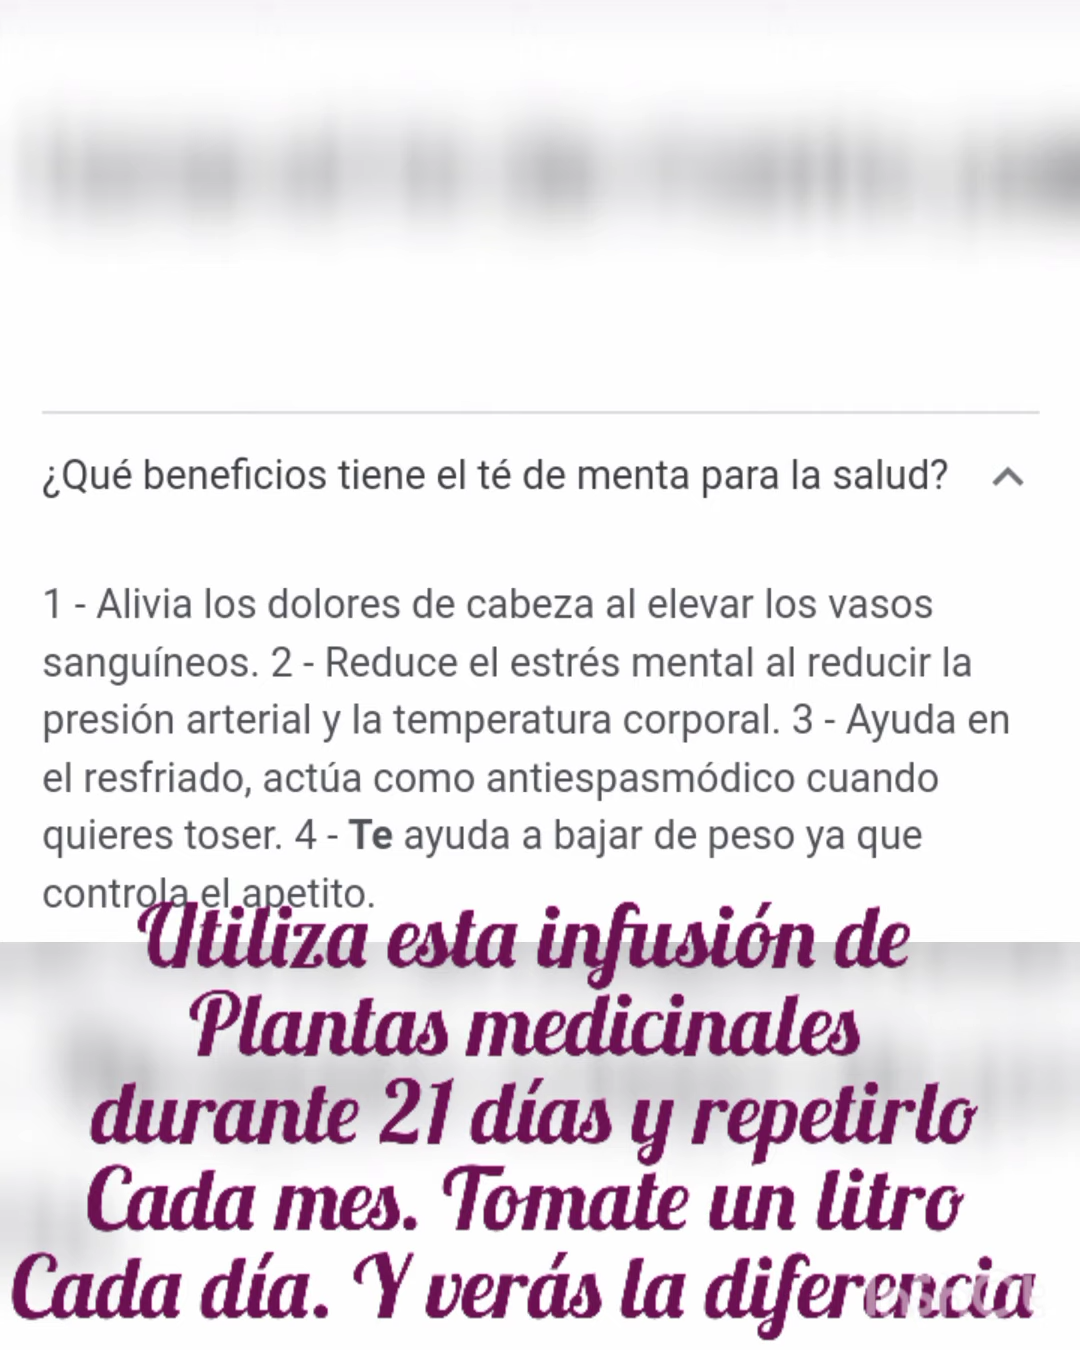 ¿Qué beneficios tiene el té de menta para la salud?
1 - Alivia los dolores de cabeza al elevar los vasos
sanguíneos. 2 - Reduce el estrés mental al reducir la
presión arterial y la temperatura corporal. 3 - Ayuda en
el resfriado, actúa como antiespasmódico cuando
quieres toser. 4 - Te ayuda a bajar de peso ya que
controla el apetito.
Utiliza esta infusión de
Plantas medicinales
durante 21 días y repetirlo
Cada mes. Tomate un litro
Cada día. Y verás la diferencia